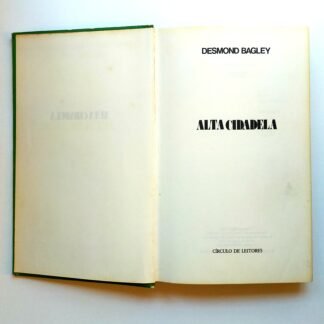 DESMOND BAGLEY
ALTA CIDADELA
CÍRCULO DE LEITORES